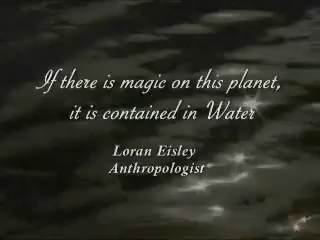 If there is magic on this planet,
it is contained in Water
Loran Eisley
Anthropologist